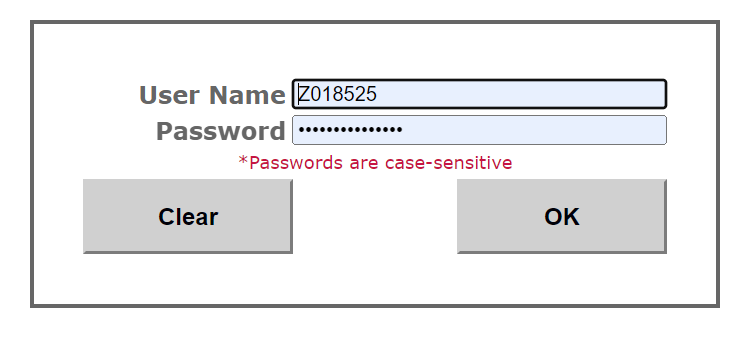 User Name Z018525
Password •••••••••••••••
*Passwords are case-sensitive
Clear OK